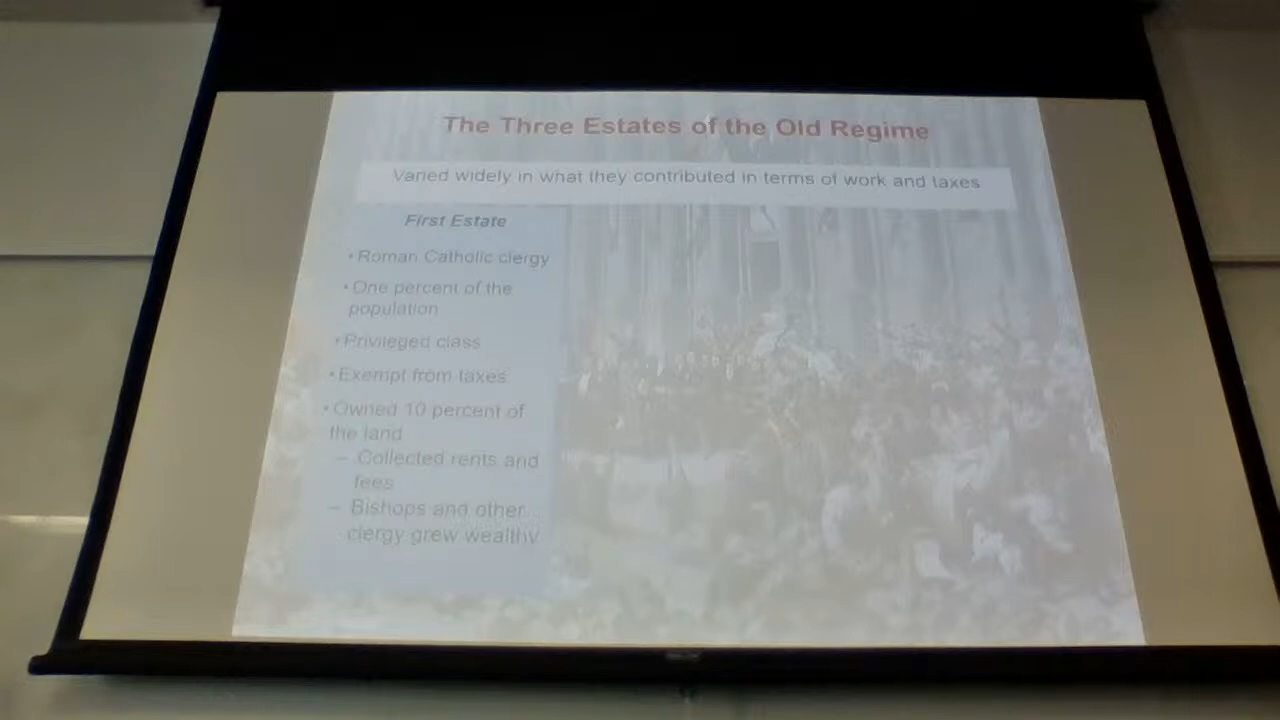 The Three Estates of the Old Regime
Varied widely in what they contributed in terms of work and taxes
First Estate
• Roman Catholic clergy
• One percent of the
population
• Privileged class
• Exempt from taxes
• Owned 10 percent of
the land
– Collected rents and
fees
– Bishops and other
clergy grew wealthy